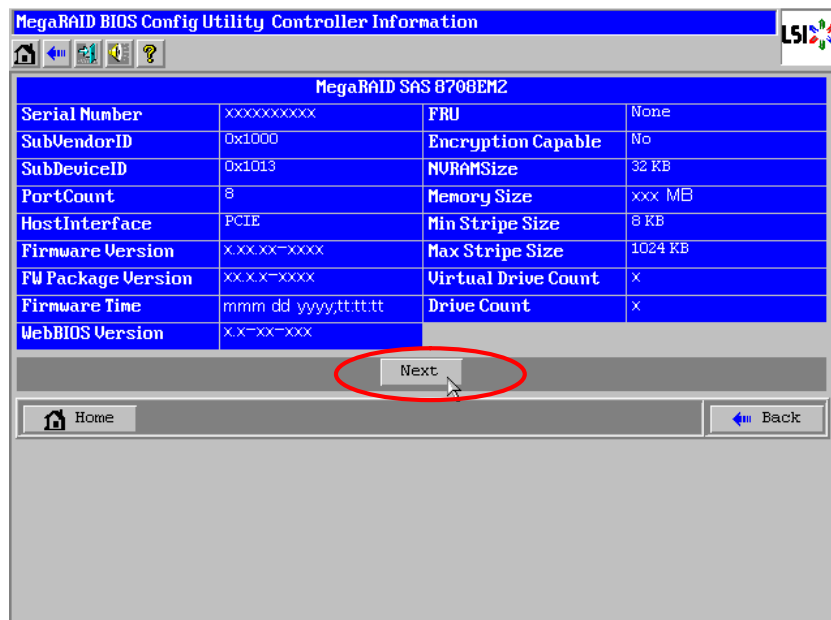 MegaRAID BIOS Config Utility Controller Information
LSI
MegaRAID SAS 8708EM2
Serial Number xxxxxxxxxx FRU None
SubVendorID 0x1000 Encryption Capable No
SubDeviceID 0x1013 NVRAMSize 32 KB
PortCount 8 Memory Size xxx MB
HostInterface PCIE Min Stripe Size 8 KB
Firmware Version x.xx.xx-xxxx Max Stripe Size 1024 KB
FW Package Version xx.x.x-xxxx Virtual Drive Count x
Firmware Time mmm dd yyyy;tt:tt:tt Drive Count x
WebBIOS Version x.x-xx-xxx
Next
Home Back